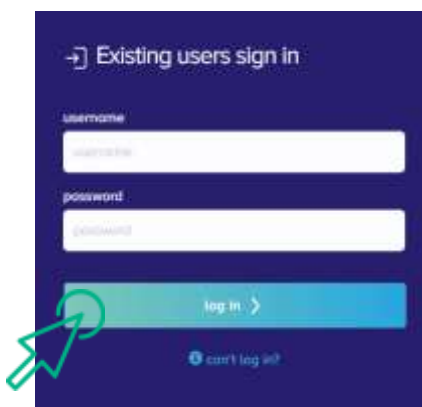 Existing users sign in
username
username
password
password
log in
can't log in?